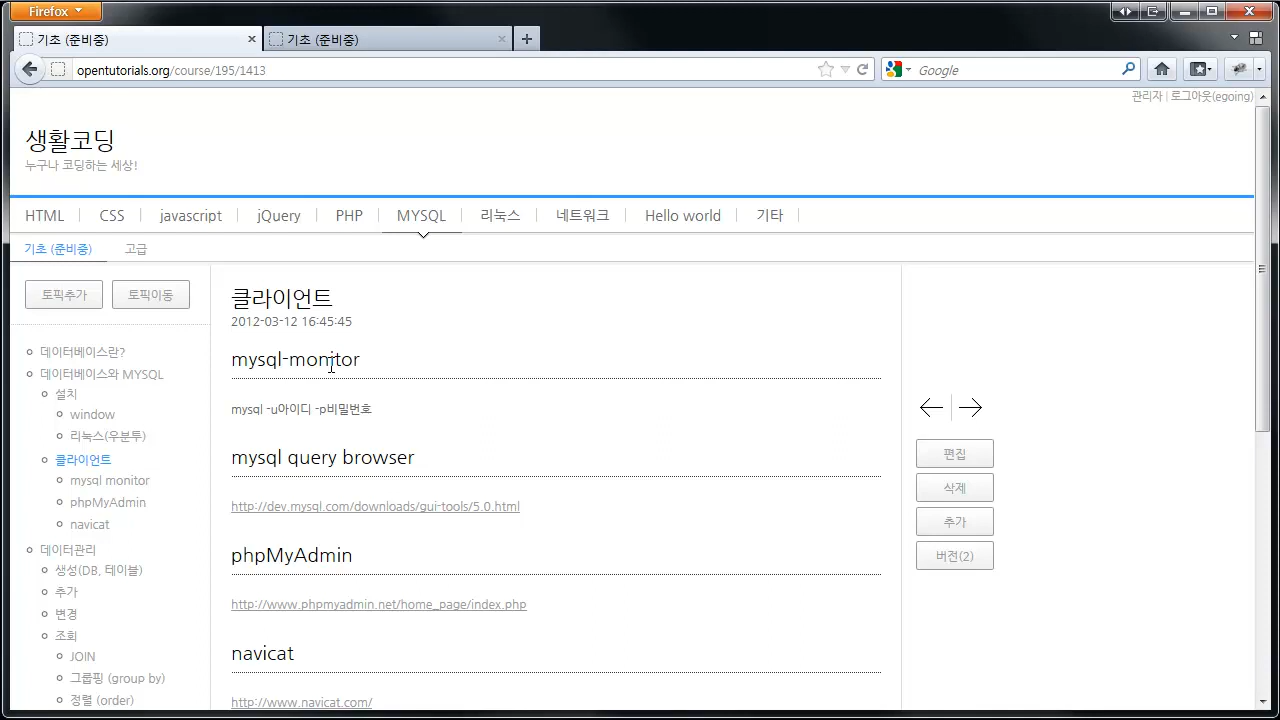 Firefox
기초 (준비중)
기초 (준비중)
opentutorials.org/course/195/1413
Google
관리자 | 로그아웃(egoing)
생활코딩
누구나 코딩하는 세상!
HTML CSS javascript jQuery PHP MYSQL 리눅스 네트워크 Hello world 기타
기초 (준비중) 고급
토픽추가 토픽이동
데이터베이스란?
데이터베이스와 MYSQL
설치
window
리눅스(우분투)
클라이언트
mysql monitor
phpMyAdmin
navicat
데이터관리
생성(DB, 테이블)
추가
변경
조회
JOIN
그룹핑 (group by)
정렬 (order)
클라이언트
2012-03-12 16:45:45
mysql-monitor
mysql -u아이디 -p비밀번호
mysql query browser
http://dev.mysql.com/downloads/gui-tools/5.0.html
phpMyAdmin
http://www.phpmyadmin.net/home_page/index.php
navicat
http://www.navicat.com/
편집
삭제
추가
버전(2)